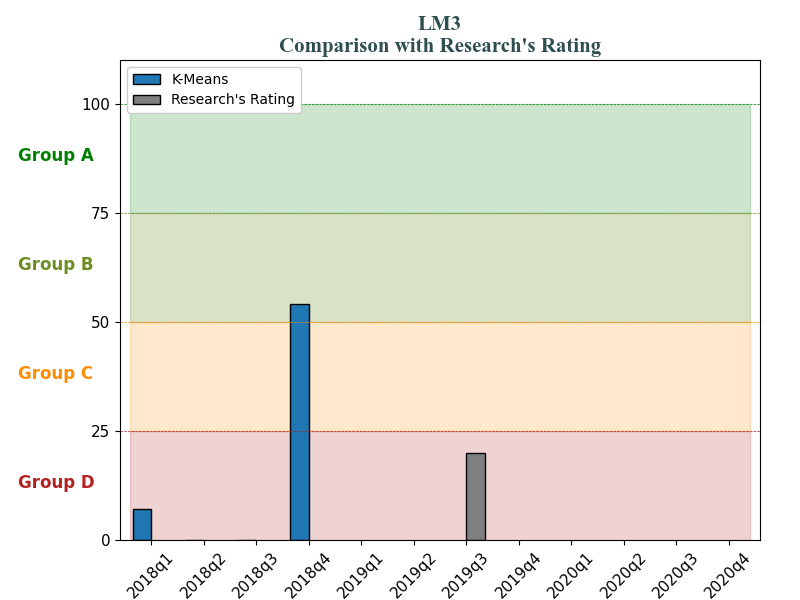 LM3
Comparison with Research's Rating
K-Means
Research's Rating
100
Group A
75
Group B
50
Group C
25
Group D
0
2018q1
2018q2
2018q3
2018q4
2019q1
2019q2
2019q3
2019q4
2020q1
2020q2
2020q3
2020q4